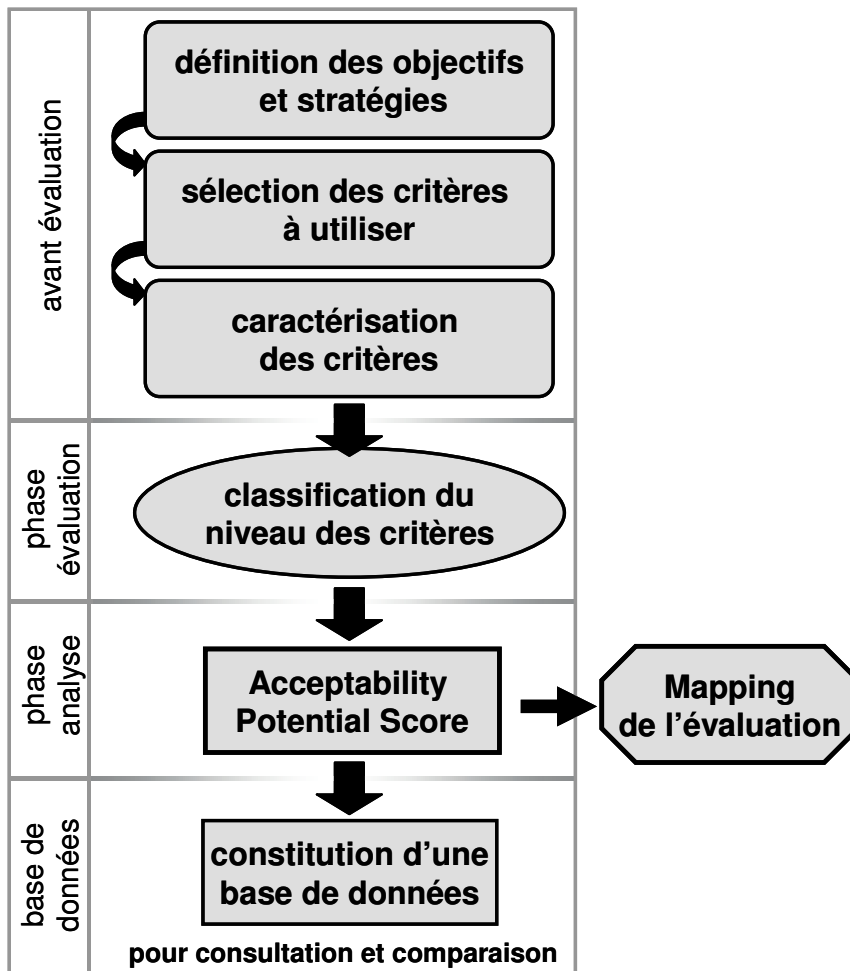 avant évaluation
définition des objectifs
et stratégies
sélection des critères
à utiliser
caractérisation
des critères
phase
évaluation
classification du
niveau des critères
phase
analyse
Acceptability
Potential Score
Mapping
de l'évaluation
base de
données
constitution d'une
base de données
pour consultation et comparaison